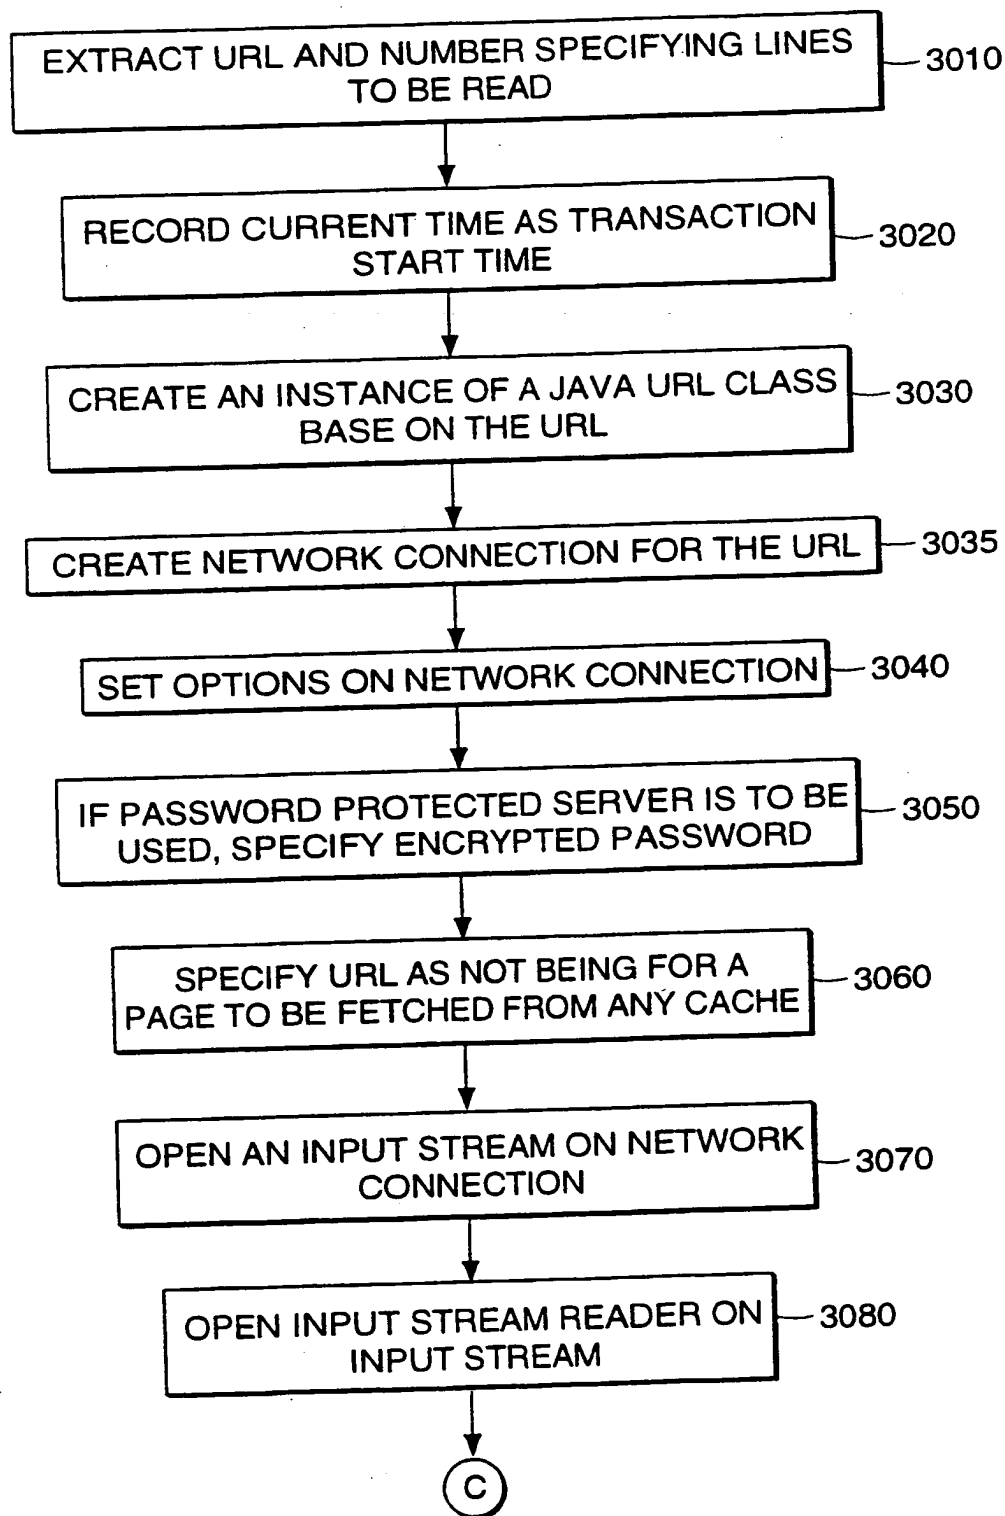 EXTRACT URL AND NUMBER SPECIFYING LINES
TO BE READ
3010
RECORD CURRENT TIME AS TRANSACTION
START TIME
3020
CREATE AN INSTANCE OF A JAVA URL CLASS
BASE ON THE URL
3030
CREATE NETWORK CONNECTION FOR THE URL
3035
SET OPTIONS ON NETWORK CONNECTION
3040
IF PASSWORD PROTECTED SERVER IS TO BE
USED, SPECIFY ENCRYPTED PASSWORD
3050
SPECIFY URL AS NOT BEING FOR A
PAGE TO BE FETCHED FROM ANY CACHE
3060
OPEN AN INPUT STREAM ON NETWORK
CONNECTION
3070
OPEN INPUT STREAM READER ON
INPUT STREAM
3080
C